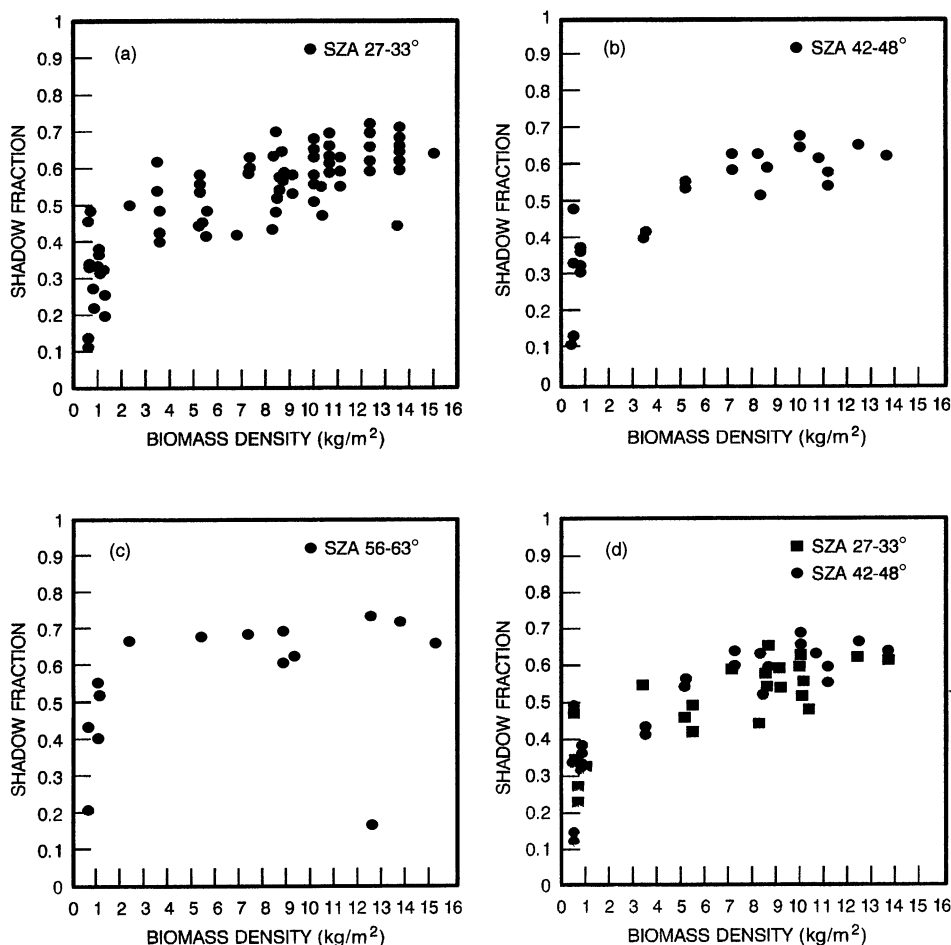 (a)
● SZA 27-33°
SHADOW FRACTION
1
0.9
0.8
0.7
0.6
0.5
0.4
0.3
0.2
0.1
0
0 1 2 3 4 5 6 7 8 9 10 11 12 13 14 15 16
BIOMASS DENSITY (kg/m²)
(b)
● SZA 42-48°
SHADOW FRACTION
1
0.9
0.8
0.7
0.6
0.5
0.4
0.3
0.2
0.1
0
0 1 2 3 4 5 6 7 8 9 10 11 12 13 14 15 16
BIOMASS DENSITY (kg/m²)
(c)
● SZA 56-63°
SHADOW FRACTION
1
0.9
0.8
0.7
0.6
0.5
0.4
0.3
0.2
0.1
0
0 1 2 3 4 5 6 7 8 9 10 11 12 13 14 15 16
BIOMASS DENSITY (kg/m²)
(d)
■ SZA 27-33°
● SZA 42-48°
SHADOW FRACTION
1
0.9
0.8
0.7
0.6
0.5
0.4
0.3
0.2
0.1
0
0 1 2 3 4 5 6 7 8 9 10 11 12 13 14 15 16
BIOMASS DENSITY (kg/m²)